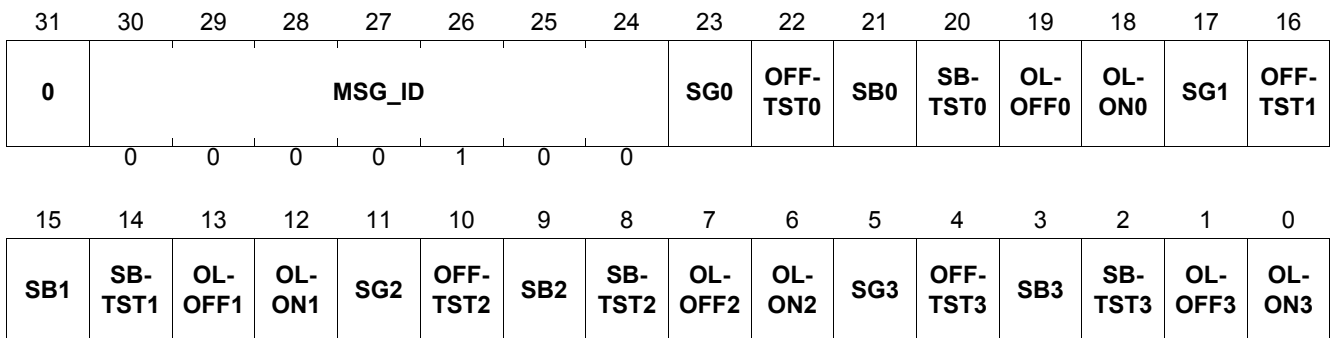 31 30 29 28 27 26 25 24 23 22 21 20 19 18 17 16
0 MSG_ID SG0 OFF-TST0 SB0 SB-TST0 OL-OFF0 OL-ON0 SG1 OFF-TST1
0 0 0 0 1 0 0
15 14 13 12 11 10 9 8 7 6 5 4 3 2 1 0
SB1 SB-TST1 OL-OFF1 OL-ON1 SG2 OFF-TST2 SB2 SB-TST2 OL-OFF2 OL-ON2 SG3 OFF-TST3 SB3 SB-TST3 OL-OFF3 OL-ON3